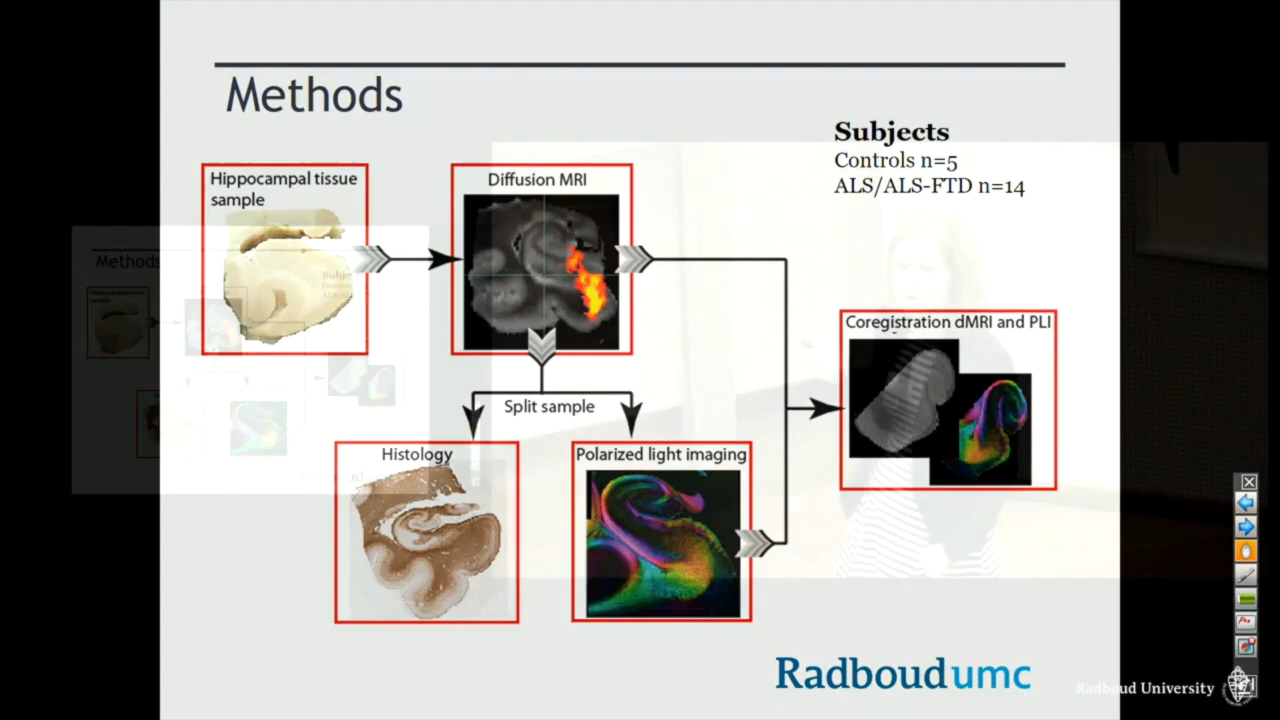 Methods
Subjects
Controls n=5
ALS/ALS-FTD n=14
Hippocampal tissue
sample
Diffusion MRI
Coregistration dMRI and PLI
Split sample
Histology
Polarized light imaging
Methods
Radboudumc
Radboud University